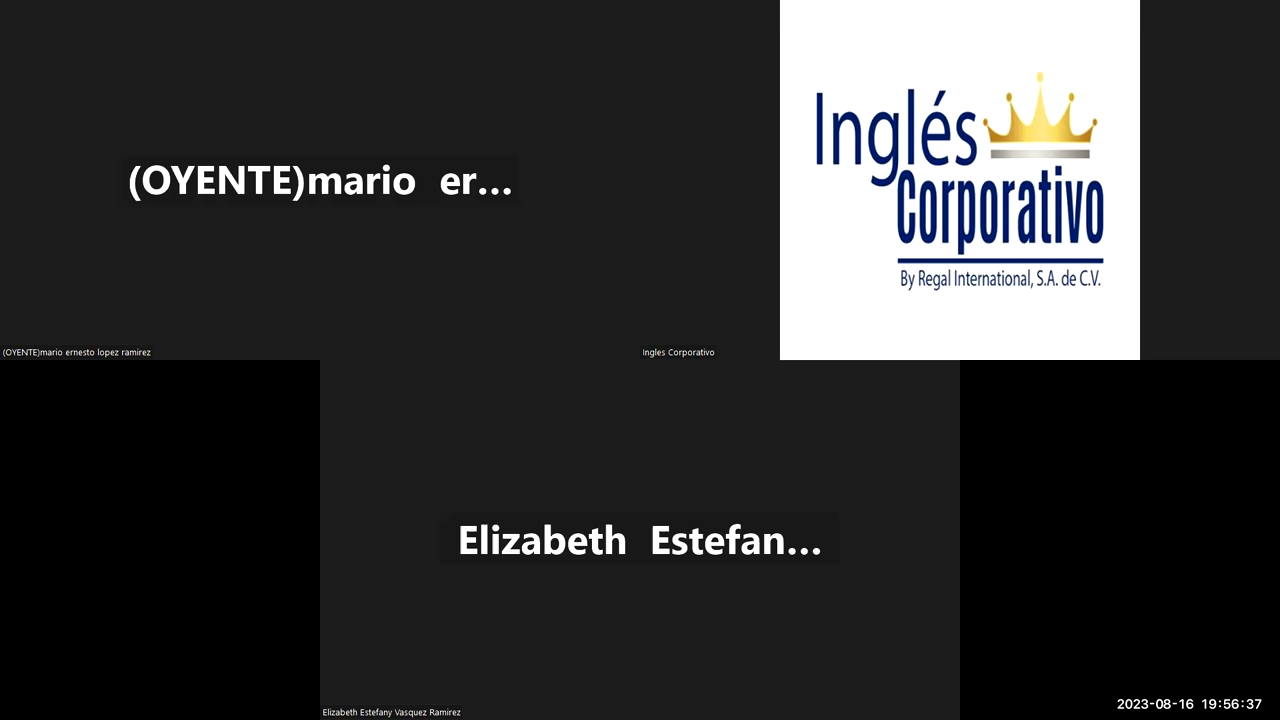 (OYENTE)mario er...
Inglés
Corporativo
By Regal International, S.A. de C.V.
(OYENTE)mario ernesto lopez ramirez
Ingles Corporativo
Elizabeth Estefan...
Elizabeth Estefany Vasquez Ramirez
2023-08-16 19:56:37